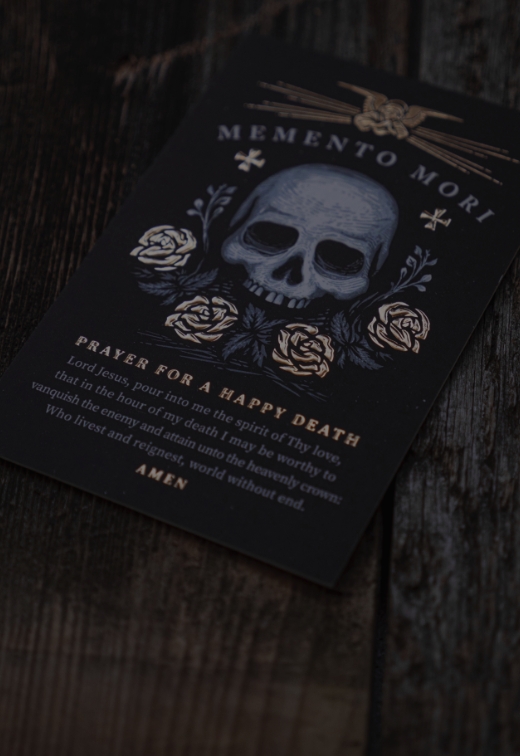 MEMENTO MORI
PRAYER FOR A HAPPY DEATH
Lord Jesus, pour into me the spirit of Thy love,
that in the hour of my death I may be worthy to
vanquish the enemy and attain unto the heavenly crown:
Who livest and reignest, world without end.
AMEN